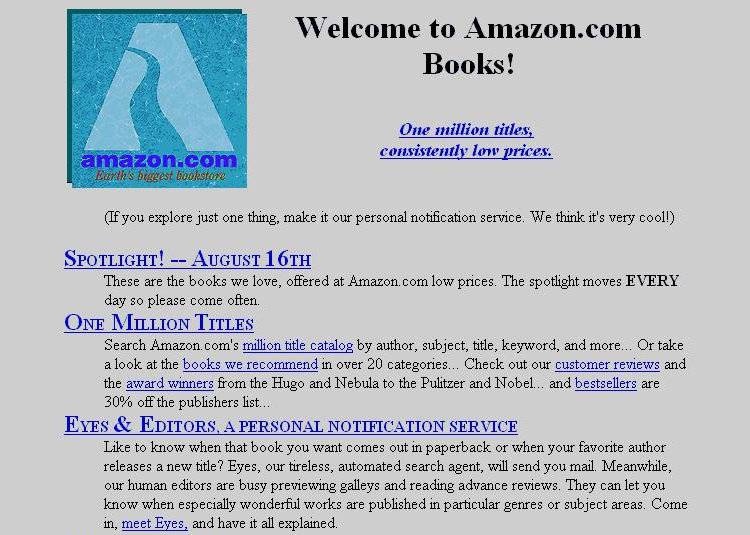 amazon.com
Earth's biggest bookstore
Welcome to Amazon.com
Books!
One million titles,
consistently low prices.
(If you explore just one thing, make it our personal notification service. We think it's very cool!)
SPOTLIGHT! -- AUGUST 16TH
These are the books we love, offered at Amazon.com low prices. The spotlight moves EVERY
day so please come often.
ONE MILLION TITLES
Search Amazon.com's million title catalog by author, subject, title, keyword, and more... Or take
a look at the books we recommend in over 20 categories... Check out our customer reviews and
the award winners from the Hugo and Nebula to the Pulitzer and Nobel... and bestsellers are
30% off the publishers list...
EYES & EDITORS, A PERSONAL NOTIFICATION SERVICE
Like to know when that book you want comes out in paperback or when your favorite author
releases a new title? Eyes, our tireless, automated search agent, will send you mail. Meanwhile,
our human editors are busy previewing galleys and reading advance reviews. They can let you
know when especially wonderful works are published in particular genres or subject areas. Come
in, meet Eyes, and have it all explained.